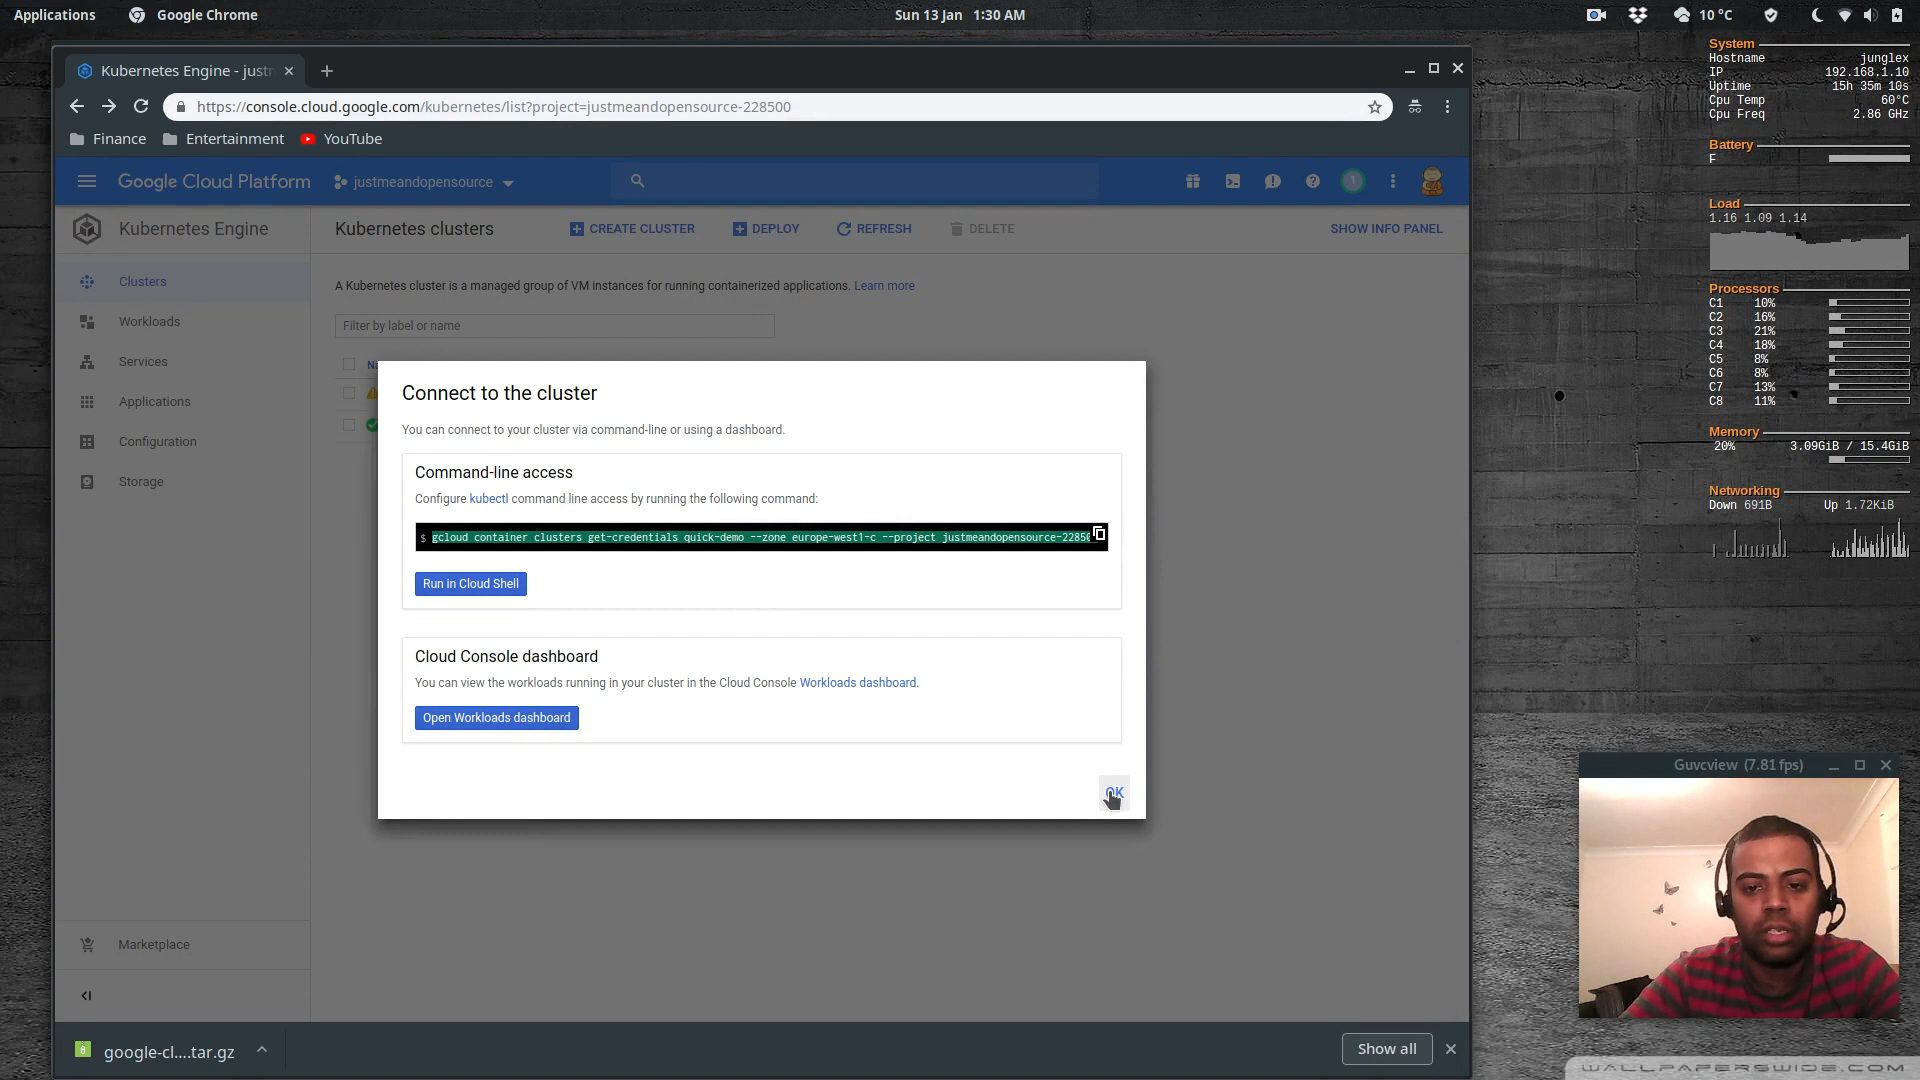 Applications
Google Chrome
Sun 13 Jan 1:30 AM
10 °C
Kubernetes Engine - just
https://console.cloud.google.com/kubernetes/list?project=justmeandopensource-228500
Finance
Entertainment
YouTube
Google Cloud Platform
justmeandopensource
1
Kubernetes Engine
Kubernetes clusters
CREATE CLUSTER
DEPLOY
REFRESH
DELETE
SHOW INFO PANEL
Clusters
Workloads
Services
Applications
Configuration
Storage
Marketplace
A Kubernetes cluster is a managed group of VM instances for running containerized applications. Learn more
Filter by label or name
Connect to the cluster
You can connect to your cluster via command-line or using a dashboard.
Command-line access
Configure kubectl command line access by running the following command:
$ gcloud container clusters get-credentials quick-demo --zone europe-west1-c --project justmeandopensource-22850
Run in Cloud Shell
Cloud Console dashboard
You can view the workloads running in your cluster in the Cloud Console Workloads dashboard.
Open Workloads dashboard
OK
google-cl....tar.gz
Show all
System
Hostname junglex
IP 192.168.1.10
Uptime 15h 35m 10s
Cpu Temp 60°C
Cpu Freq 2.86 GHz
Battery
F
Load
1.16 1.09 1.14
Processors
C1 10%
C2 16%
C3 21%
C4 18%
C5 8%
C6 8%
C7 13%
C8 11%
Memory
20% 3.09GiB / 15.4GiB
Networking
Down 691B Up 1.72KiB
Guvcview (7.81 fps)
WALLPAPERSWIDE.COM